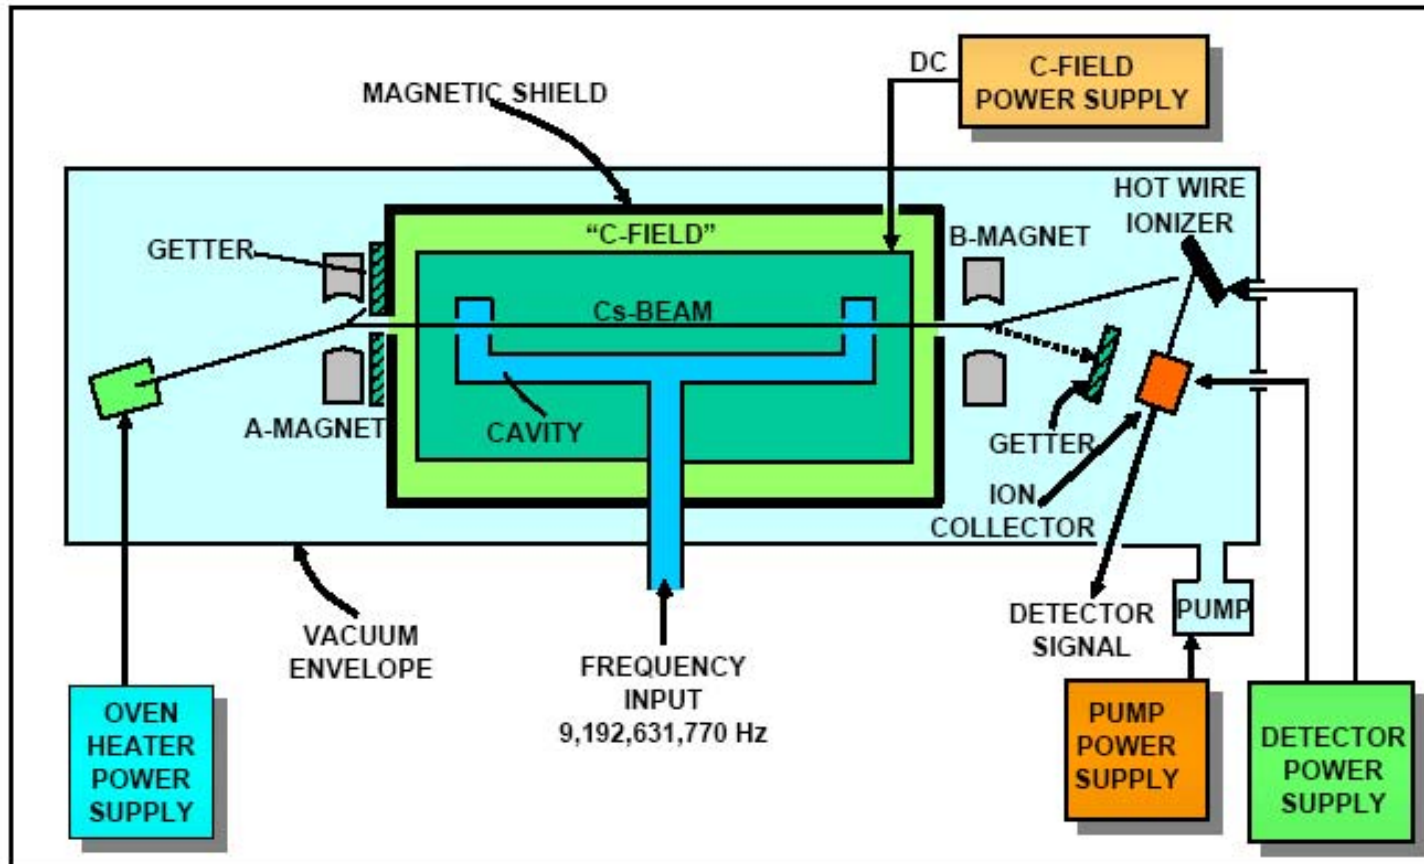 DC
C-FIELD
POWER SUPPLY
MAGNETIC SHIELD
HOT WIRE
IONIZER
GETTER
“C-FIELD”
B-MAGNET
Cs-BEAM
A-MAGNET
CAVITY
GETTER
ION
COLLECTOR
VACUUM
ENVELOPE
FREQUENCY
INPUT
9,192,631,770 Hz
DETECTOR
SIGNAL
PUMP
OVEN
HEATER
POWER
SUPPLY
PUMP
POWER
SUPPLY
DETECTOR
POWER
SUPPLY